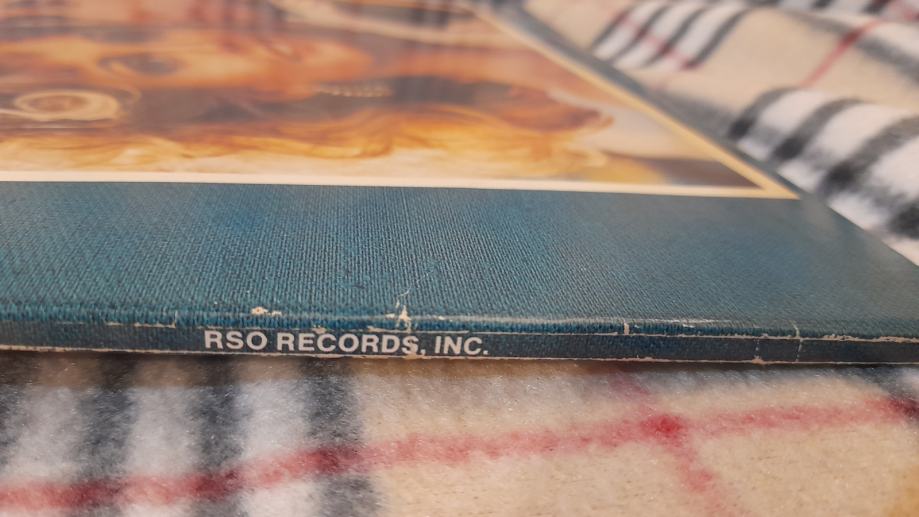 RSO RECORDS, INC.